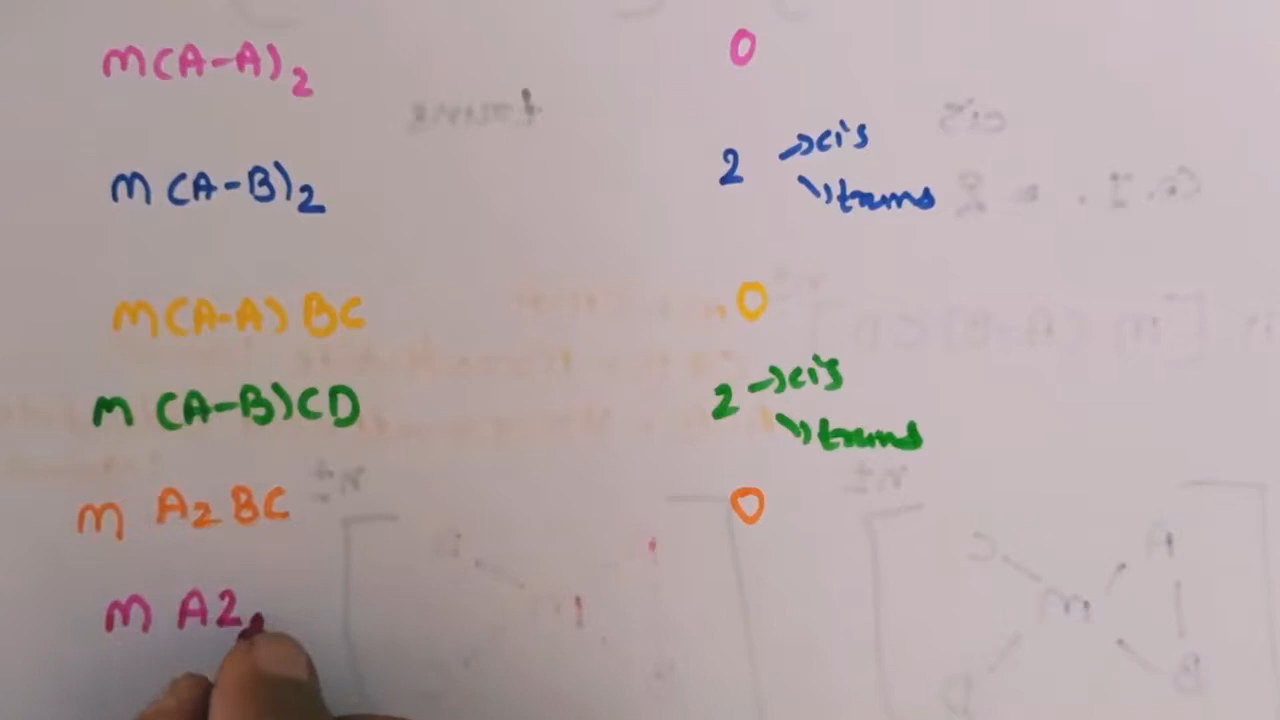 M(A-A)2 0
M(A-B)2 2 →cis
→trans
M(A-A) BC 0
M(A-B)CD 2 →cis
→trans
M A2BC 0
M A2